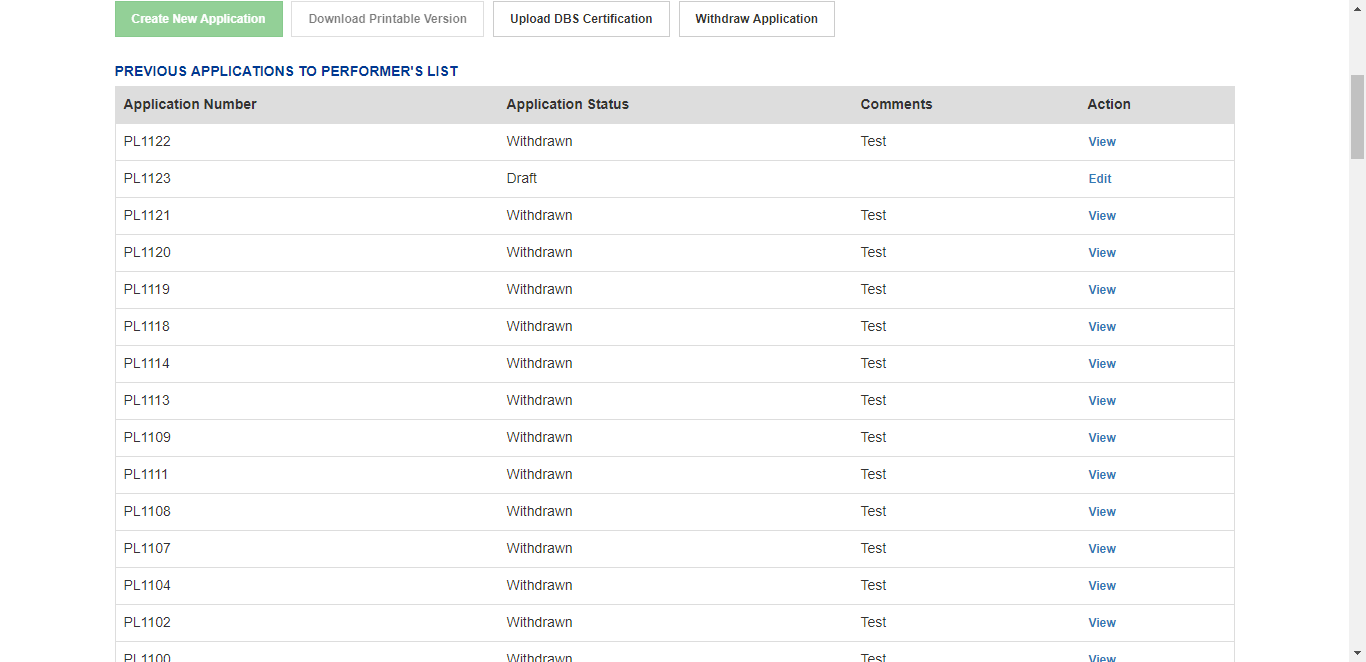 Create New Application Download Printable Version Upload DBS Certification Withdraw Application
PREVIOUS APPLICATIONS TO PERFORMER'S LIST
Application Number Application Status Comments Action
PL1122 Withdrawn Test View
PL1123 Draft Edit
PL1121 Withdrawn Test View
PL1120 Withdrawn Test View
PL1119 Withdrawn Test View
PL1118 Withdrawn Test View
PL1114 Withdrawn Test View
PL1113 Withdrawn Test View
PL1109 Withdrawn Test View
PL1111 Withdrawn Test View
PL1108 Withdrawn Test View
PL1107 Withdrawn Test View
PL1104 Withdrawn Test View
PL1102 Withdrawn Test View
PL1100 Withdrawn Test View